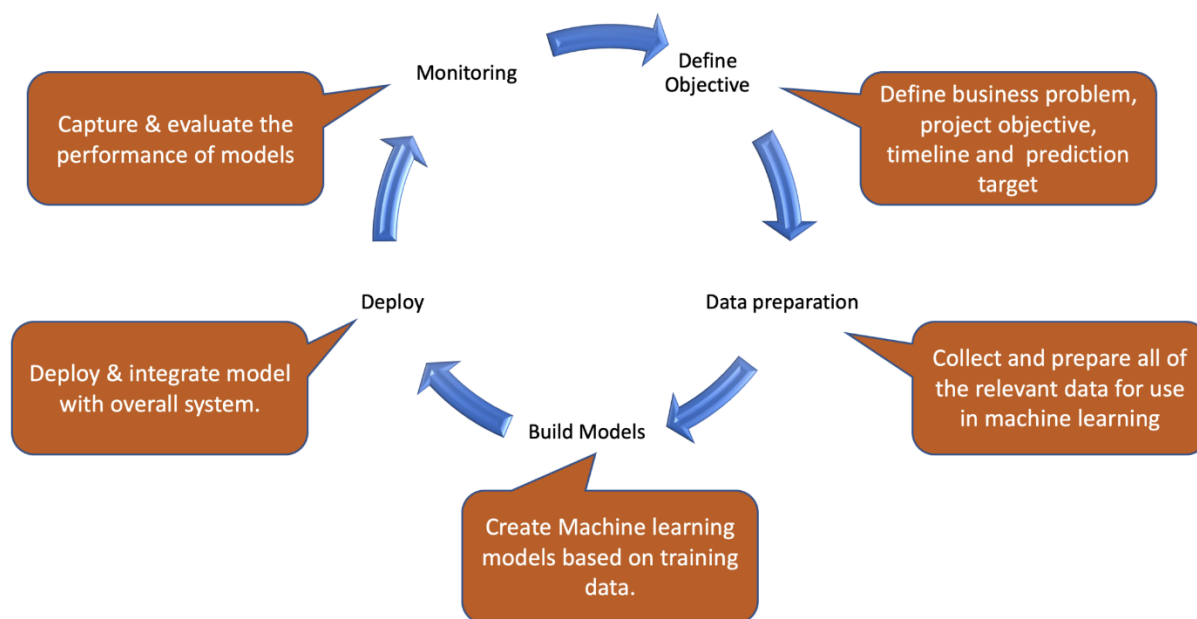 Monitoring
Define
Objective
Capture & evaluate the
performance of models
Define business problem,
project objective,
timeline and prediction
target
Deploy
Data preparation
Deploy & integrate model
with overall system.
Collect and prepare all of
the relevant data for use
in machine learning
Build Models
Create Machine learning
models based on training
data.